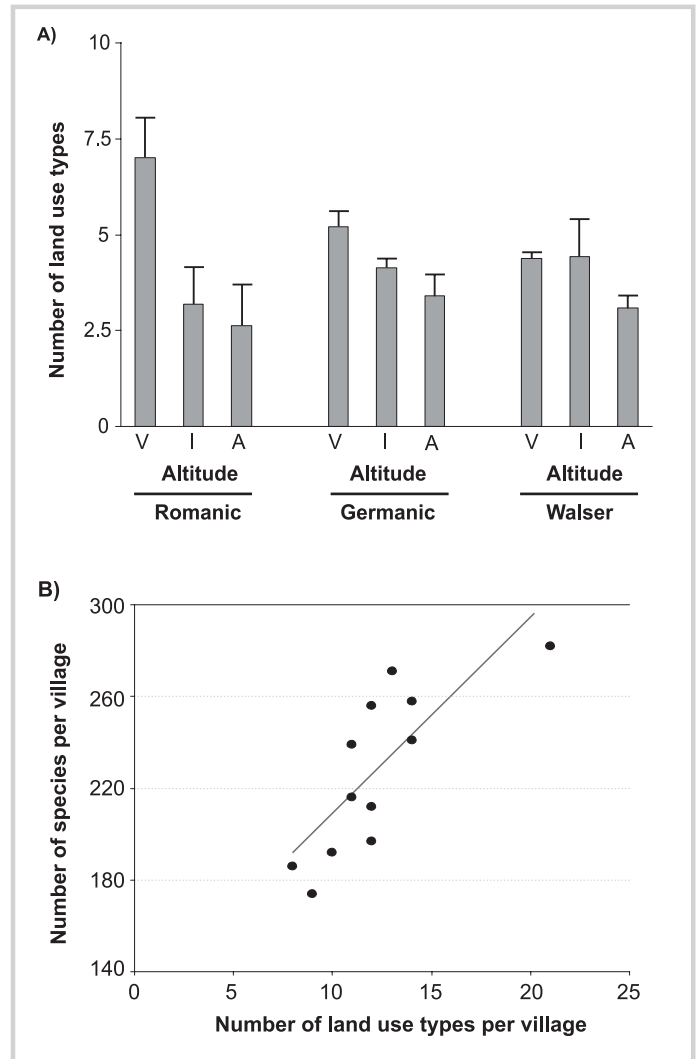 A)
Number of land use types
10
7.5
5
2.5
0
V I A V I A V I A
Altitude Altitude Altitude
Romanic Germanic Walser
B)
Number of species per village
300
260
220
180
140
0 5 10 15 20 25
Number of land use types per village